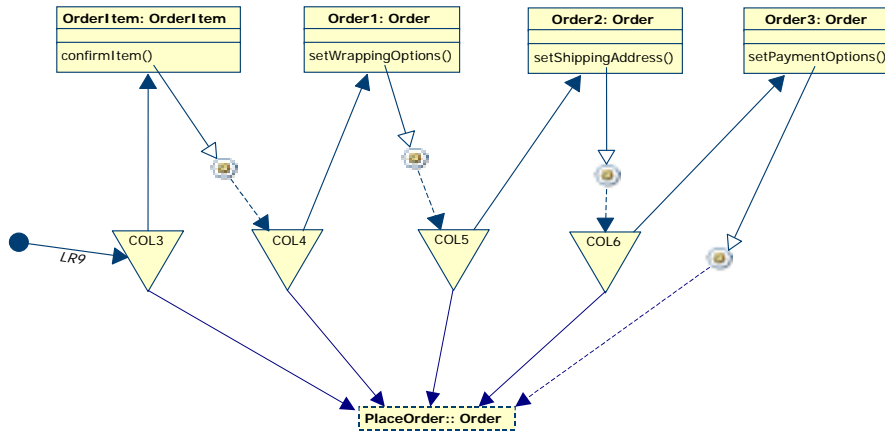 OrderItem: OrderItem
confirmItem()
Order1: Order
setWrappingOptions()
Order2: Order
setShippingAddress()
Order3: Order
setPaymentOptions()
COL3
COL4
COL5
COL6
LR9
PlaceOrder:: Order